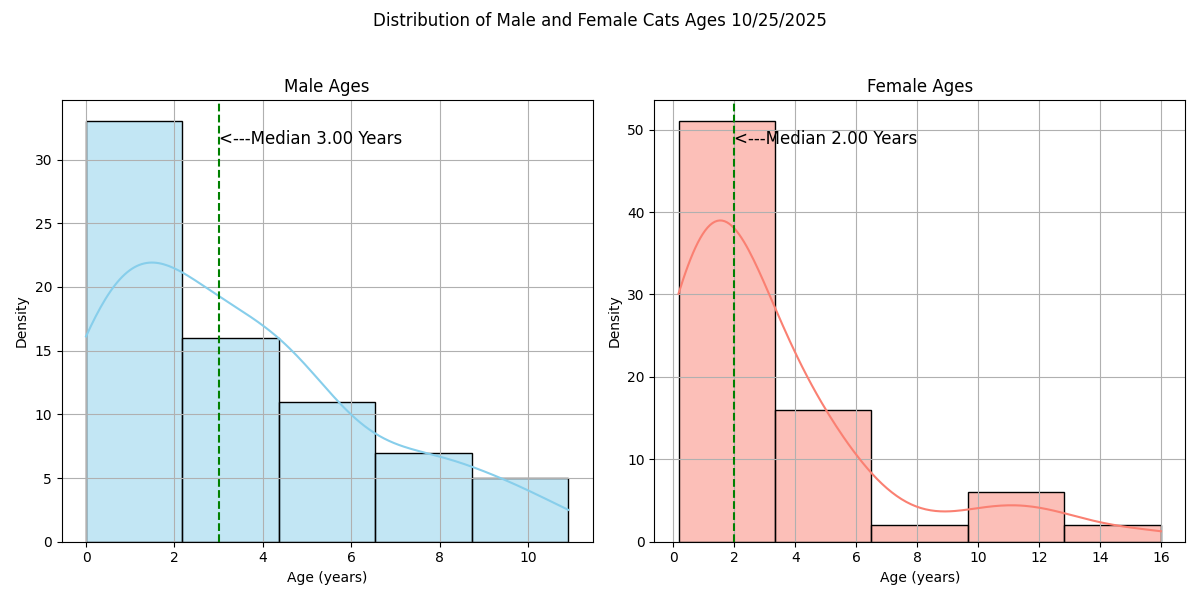 Distribution of Male and Female Cats Ages 10/25/2025
Male Ages
<---Median 3.00 Years
Density
30
25
20
15
10
5
0
0 2 4 6 8 10
Age (years)
Female Ages
<---Median 2.00 Years
Density
50
40
30
20
10
0
0 2 4 6 8 10 12 14 16
Age (years)